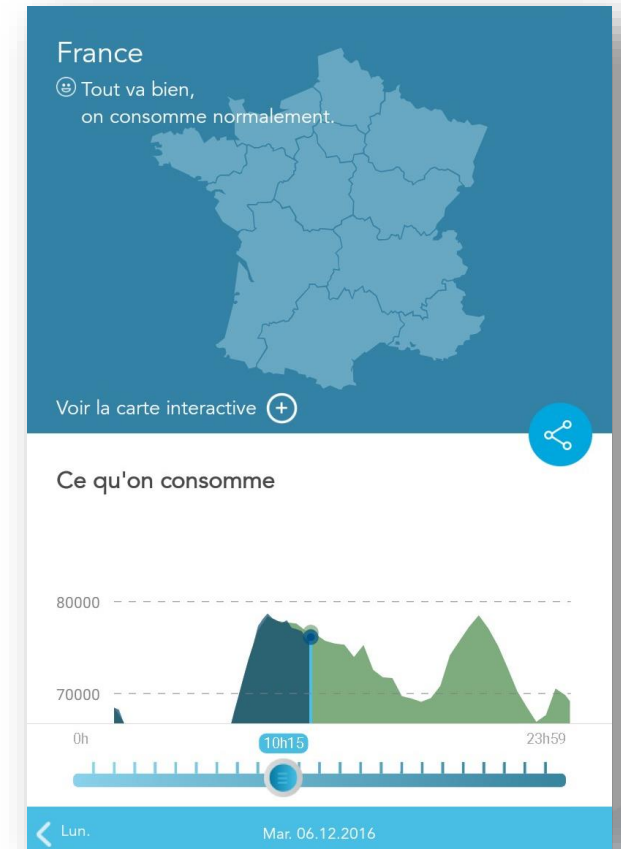 France
Tout va bien,
on consomme normalement.
Voir la carte interactive
Ce qu'on consomme
80000
70000
0h
10h15
23h59
Lun.
Mar. 06.12.2016